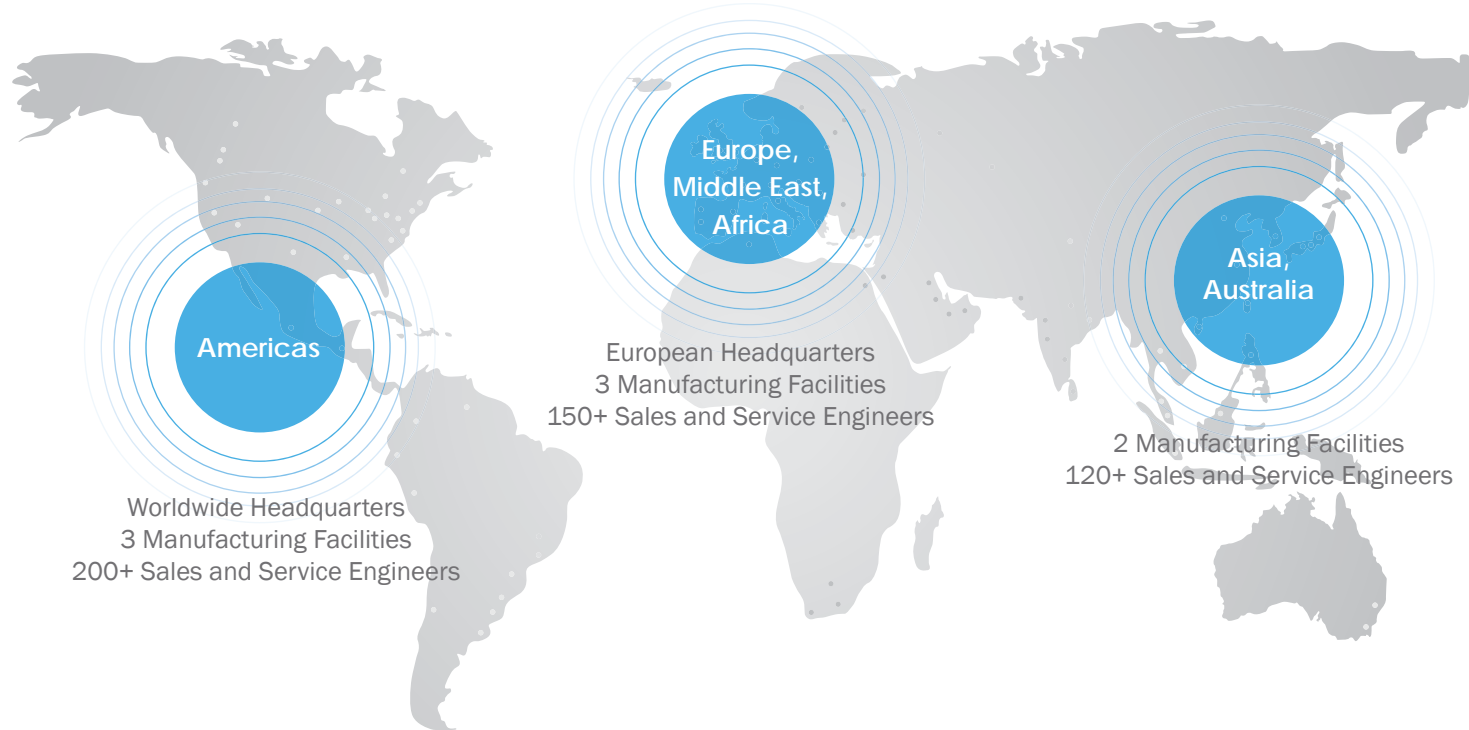 Americas
Worldwide Headquarters
3 Manufacturing Facilities
200+ Sales and Service Engineers
Europe,
Middle East,
Africa
European Headquarters
3 Manufacturing Facilities
150+ Sales and Service Engineers
Asia,
Australia
2 Manufacturing Facilities
120+ Sales and Service Engineers